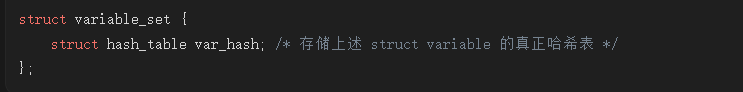 struct variable_set {
    struct hash_table var_hash; /* 存储上述 struct variable 的真正哈希表 */
};